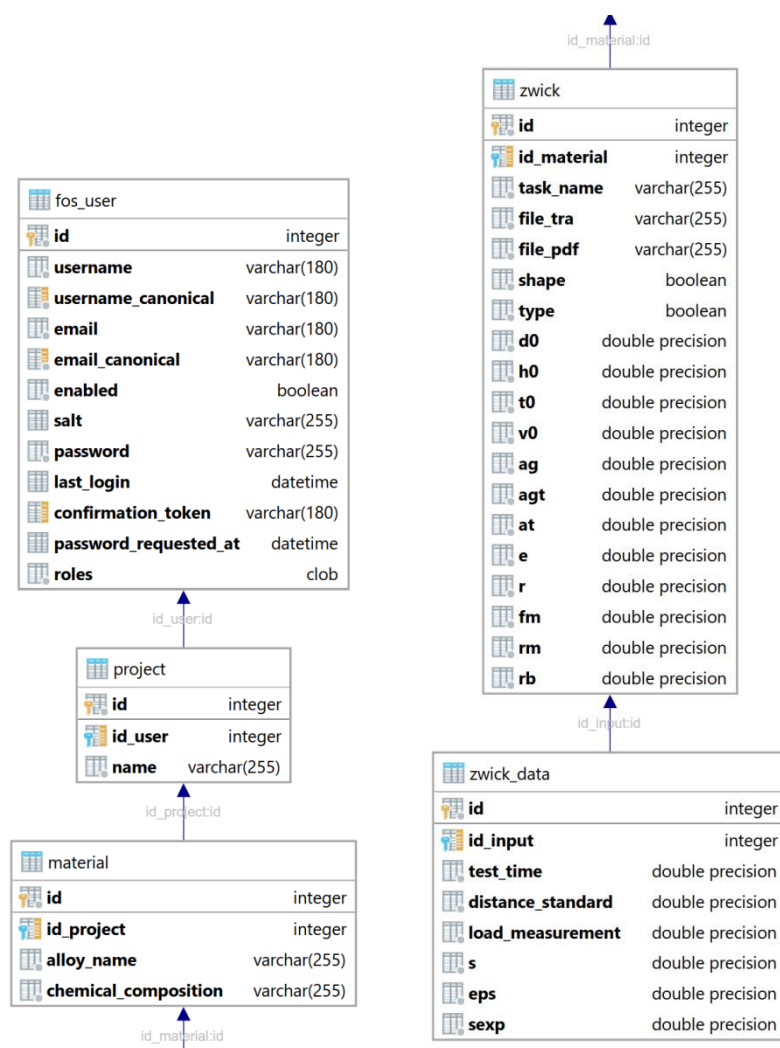 fos_user
id integer
username varchar(180)
username_canonical varchar(180)
email varchar(180)
email_canonical varchar(180)
enabled boolean
salt varchar(255)
password varchar(255)
last_login datetime
confirmation_token varchar(180)
password_requested_at datetime
roles clob
id_user:id
project
id integer
id_user integer
name varchar(255)
id_project:id
material
id integer
id_project integer
alloy_name varchar(255)
chemical_composition varchar(255)
id_material:id
id_material:id
zwick
id integer
id_material integer
task_name varchar(255)
file_tra varchar(255)
file_pdf varchar(255)
shape boolean
type boolean
d0 double precision
h0 double precision
t0 double precision
v0 double precision
ag double precision
agt double precision
at double precision
e double precision
r double precision
fm double precision
rm double precision
rb double precision
id_input:id
zwick_data
id integer
id_input integer
test_time double precision
distance_standard double precision
load_measurement double precision
s double precision
eps double precision
sexp double precision